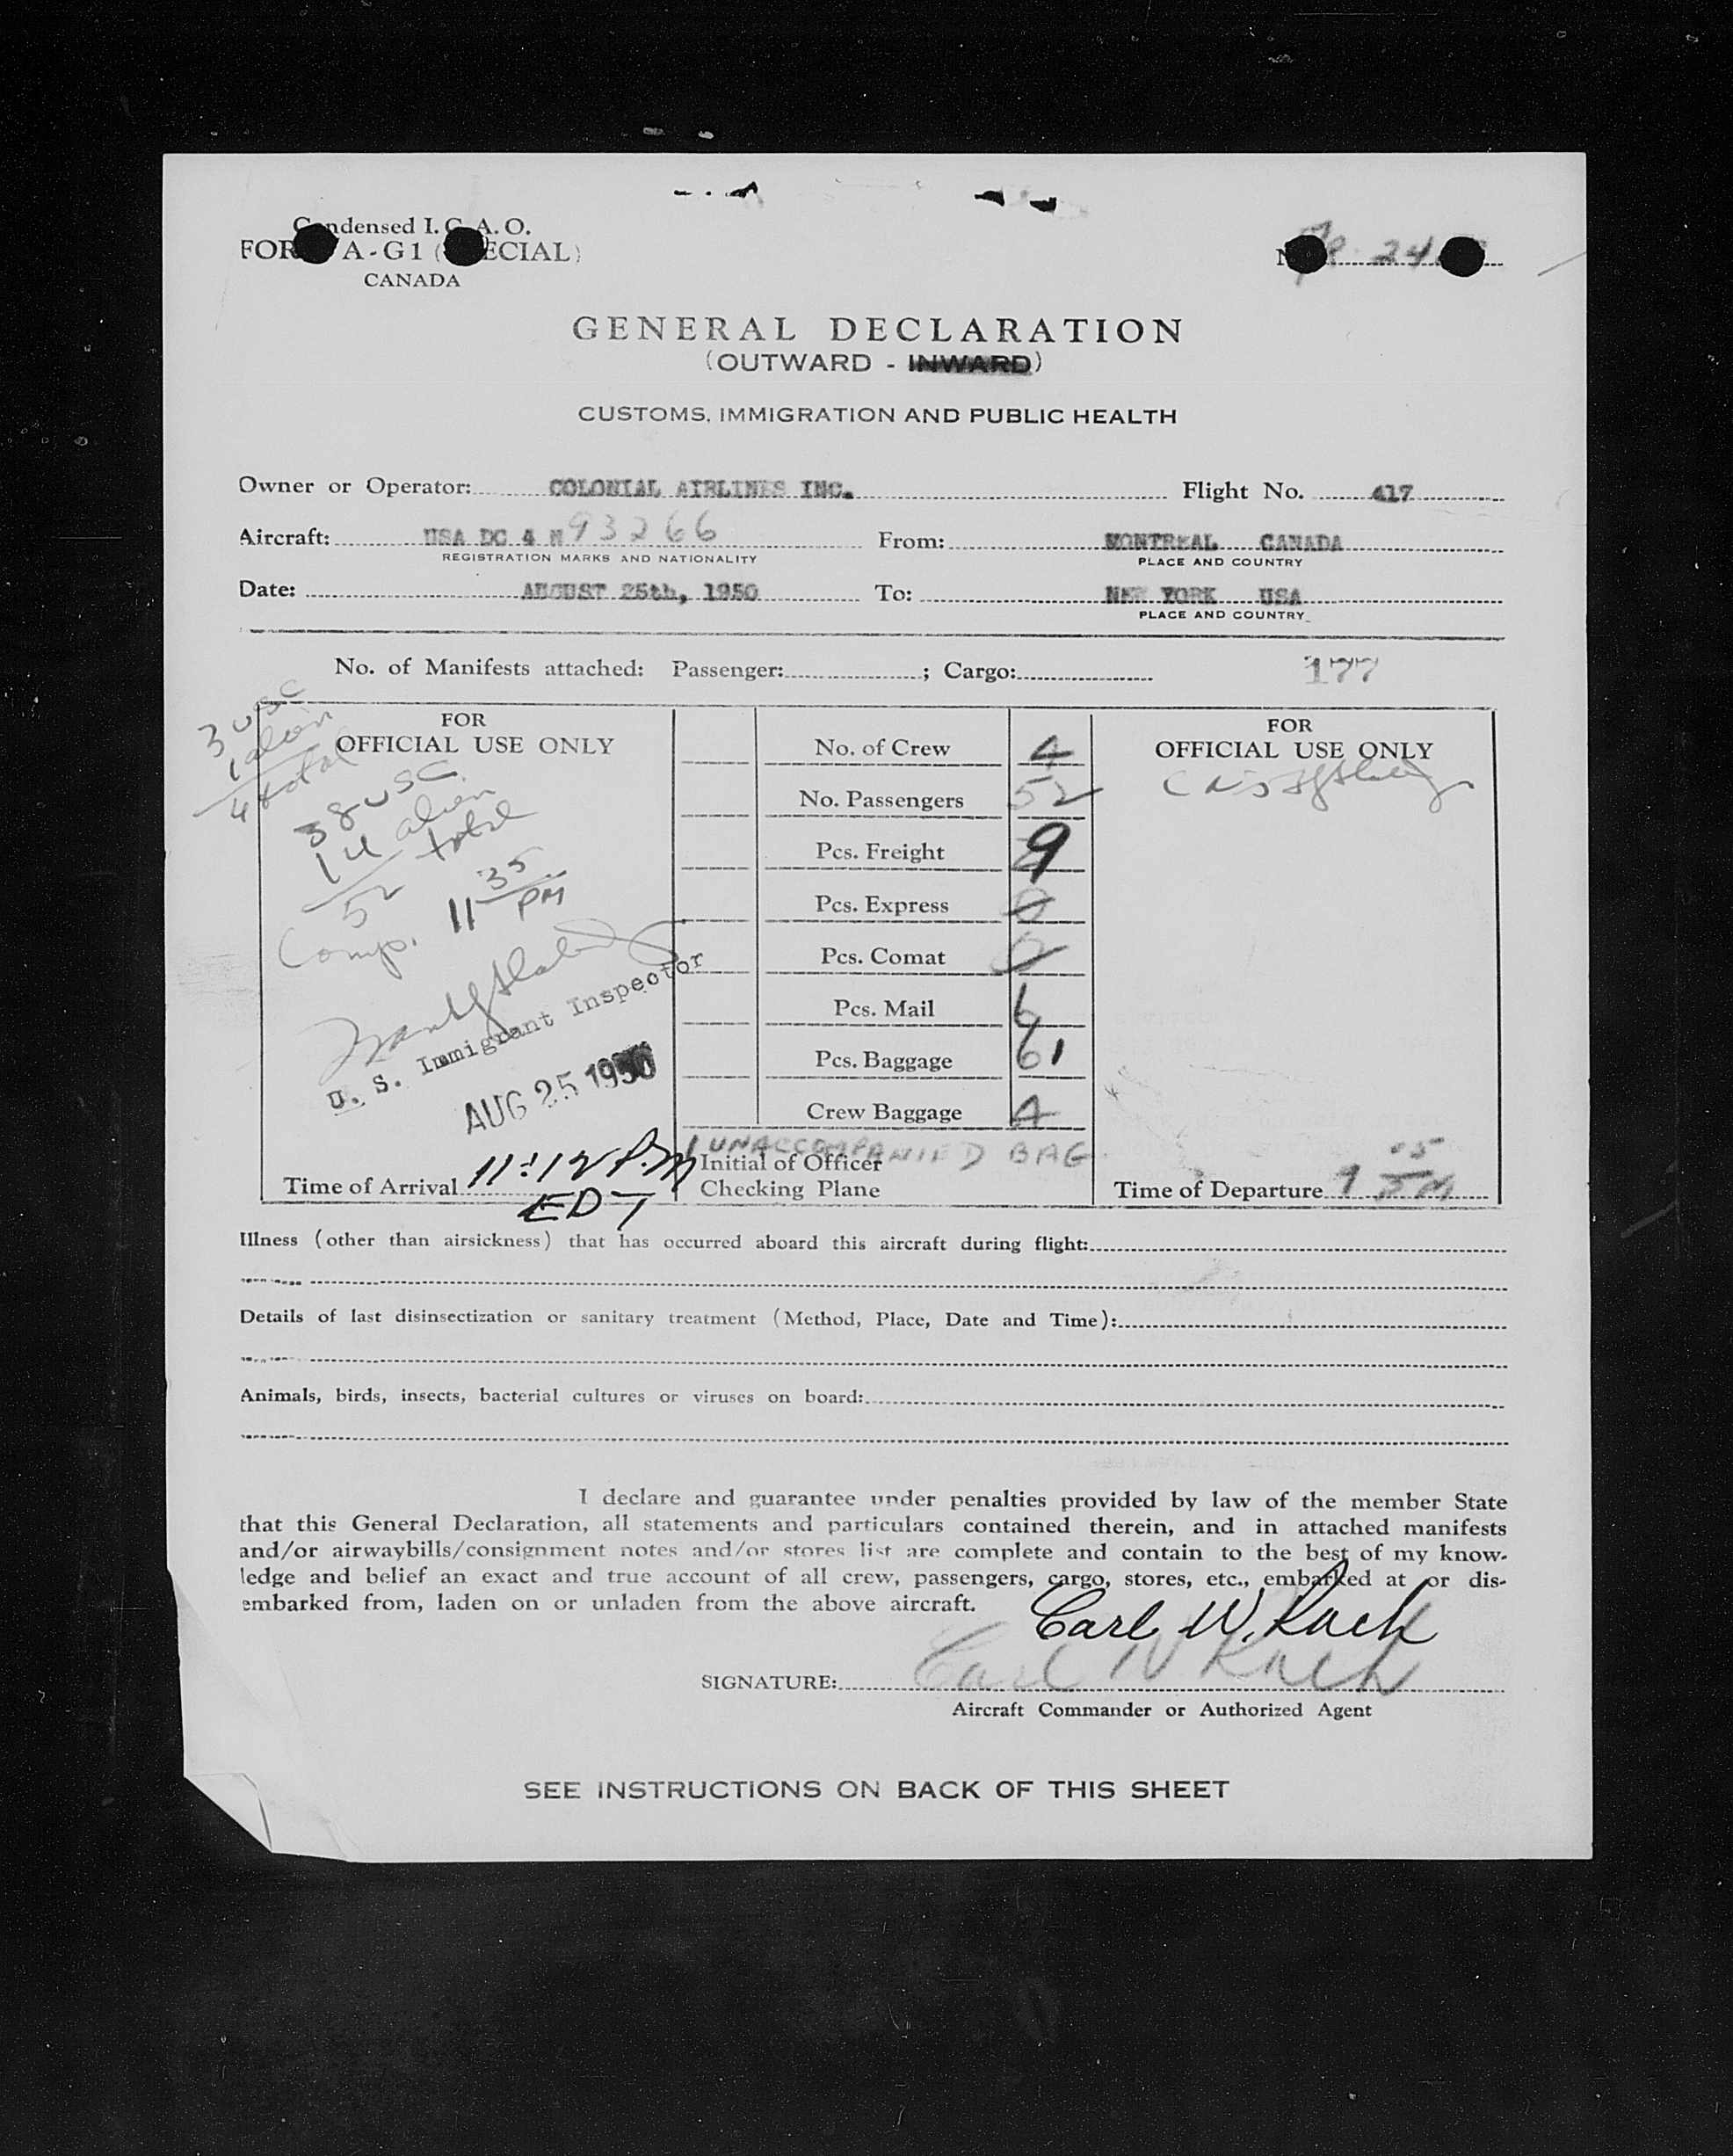 Condensed I.C.A.O.
FORM A-G1 (SPECIAL)
CANADA
GENERAL DECLARATION
(OUTWARD - INWARD)
CUSTOMS, IMMIGRATION AND PUBLIC HEALTH
Owner or Operator: COLONIAL AIRLINES INC. Flight No. 417
Aircraft: USA DC 4 N 93266 From: MONTREAL CANADA
REGISTRATION MARKS AND NATIONALITY PLACE AND COUNTRY
Date: AUGUST 25th, 1950 To: NEW YORK USA
PLACE AND COUNTRY
No. of Manifests attached: Passenger: ; Cargo: 177
3 USC
1 alien
4 total
FOR
OFFICIAL USE ONLY
38 USC
14 alien
52 total
Comp. 11 35 PM
U. S. Immigrant Inspector
AUG 25 1950
Time of Arrival 11:12 P.M
EDT
No. of Crew 4
No. Passengers 52
Pcs. Freight 9
Pcs. Express 0
Pcs. Comat 0
Pcs. Mail 6
Pcs. Baggage 61
Crew Baggage 4
1 UNACCOMPANIED BAG
Initial of Officer
Checking Plane
FOR
OFFICIAL USE ONLY
Time of Departure 9 05 PM
Illness (other than airsickness) that has occurred aboard this aircraft during flight:
Details of last disinsectization or sanitary treatment (Method, Place, Date and Time):
Animals, birds, insects, bacterial cultures or viruses on board:
I declare and guarantee under penalties provided by law of the member State
that this General Declaration, all statements and particulars contained therein, and in attached manifests
and/or airwaybills/consignment notes and/or stores list are complete and contain to the best of my know-
ledge and belief an exact and true account of all crew, passengers, cargo, stores, etc., embarked at or dis-
embarked from, laden on or unladen from the above aircraft.
Carl W. Ruch
SIGNATURE: Carl W Ruch
Aircraft Commander or Authorized Agent
SEE INSTRUCTIONS ON BACK OF THIS SHEET